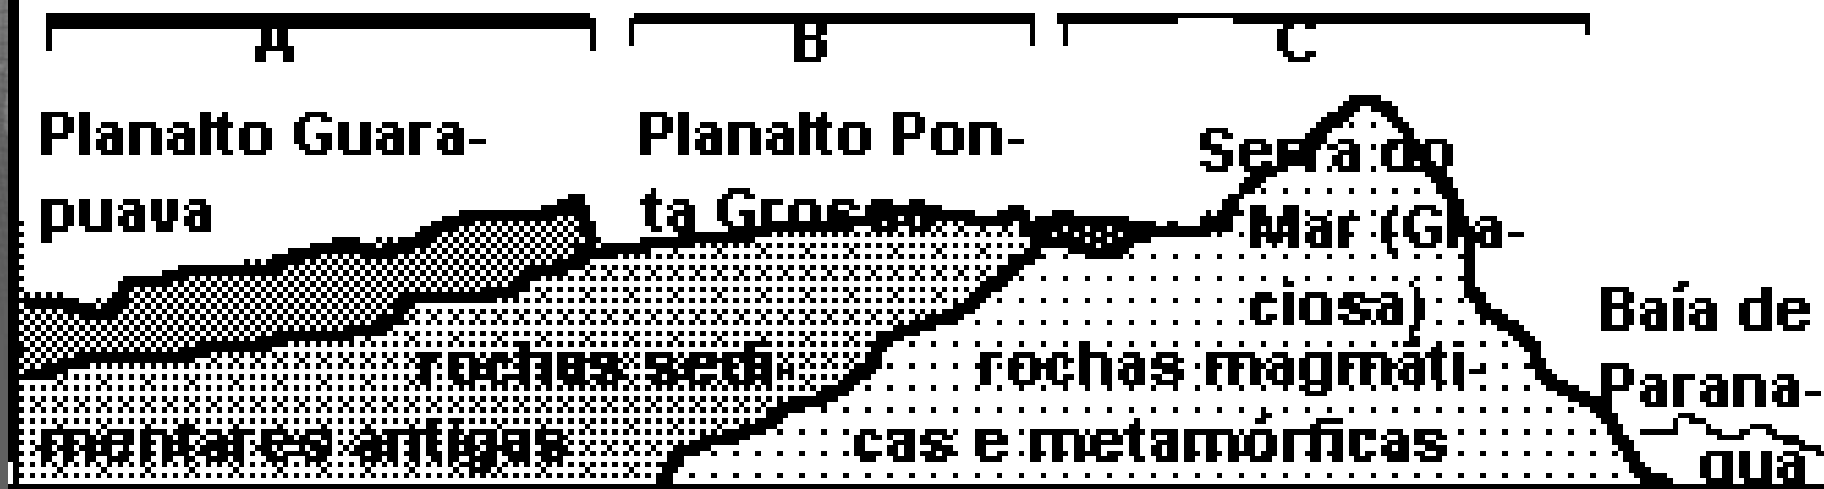 A B C
Planalto Guara-
puava
Planalto Pon-
ta Grossa
Serra do
Mar (Gra-
ciosa)
Baía de
Parana-
guá
rochas sedi-
mentares antigas
rochas magmáti-
cas e metamórficas